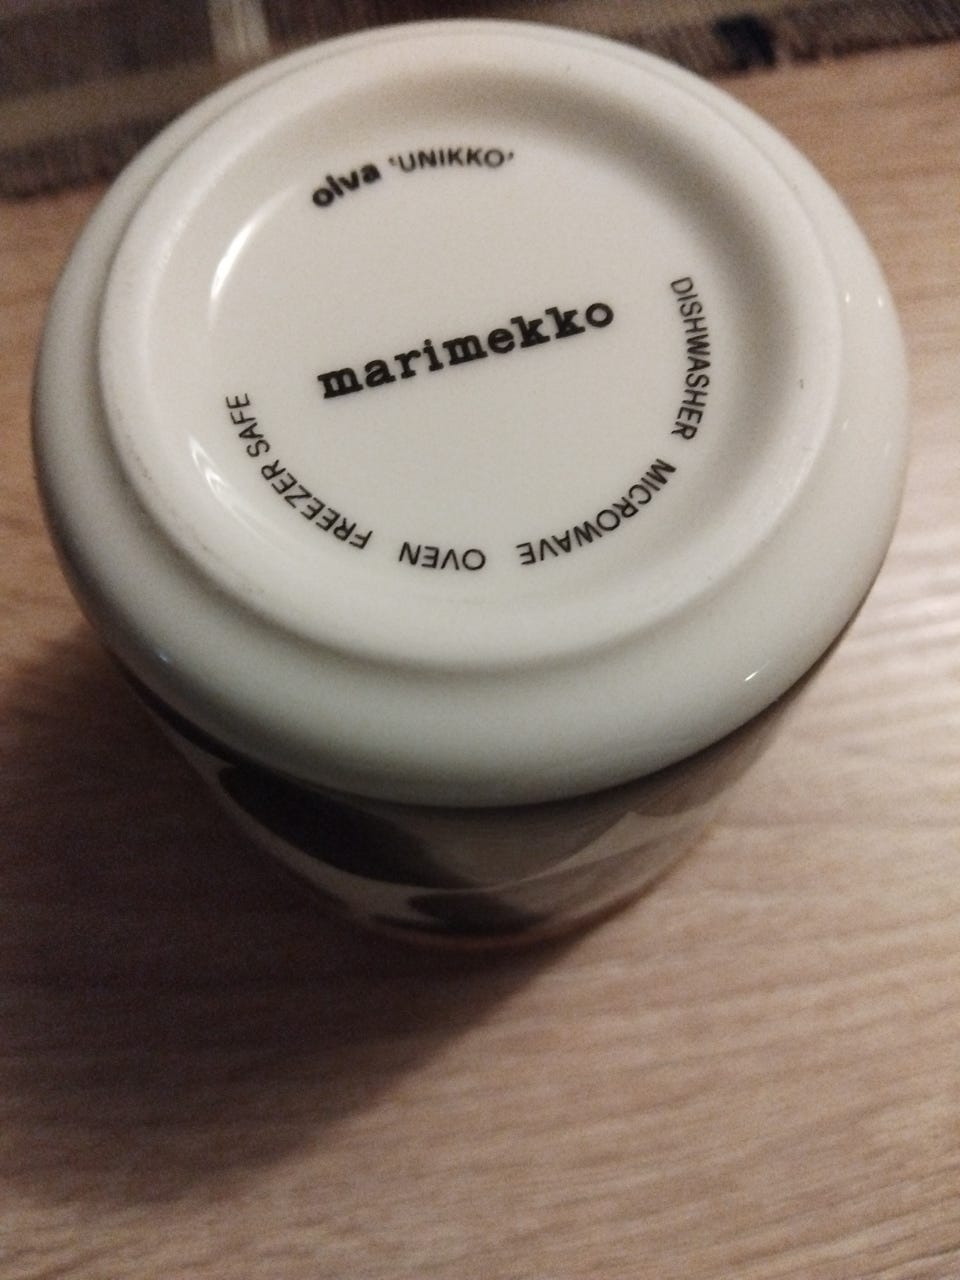 oiva ‘UNIKKO’
marimekko
DISHWASHER MICROWAVE OVEN FREEZER SAFE